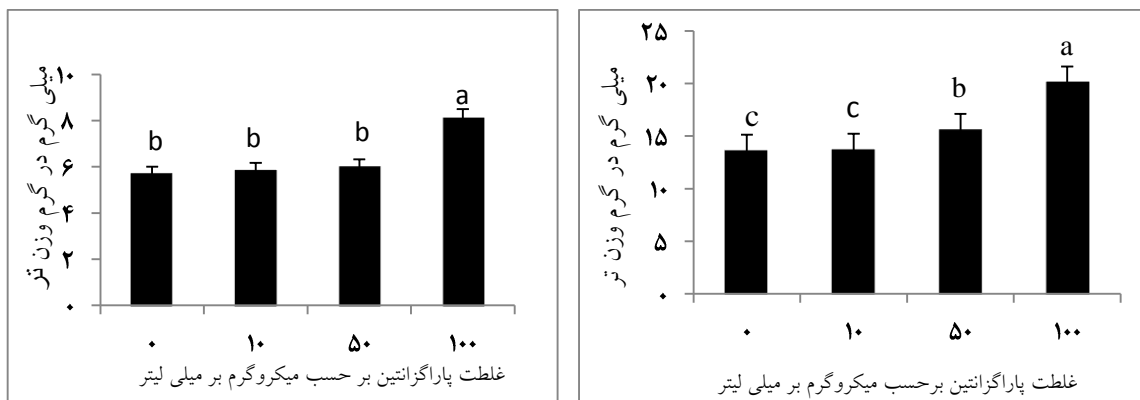 میلی گرم در گرم وزن تر
۱۰
۸
۶
۴
۲
۰
b
b
b
a
۰
۱۰
۵۰
۱۰۰
غلطت پاراگزانتین بر حسب میکروگرم بر میلی لیتر
میلی گرم در گرم وزن تر
۲۵
۲۰
۱۵
۱۰
۵
۰
c
c
b
a
۰
۱۰
۵۰
۱۰۰
غلطت پاراگزانتین برحسب میکروگرم بر میلی لیتر